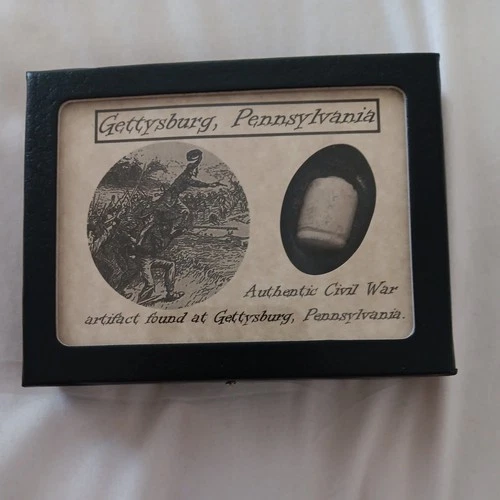 Gettysburg, Pennsylvania
Authentic Civil War
artifact found at Gettysburg, Pennsylvania.